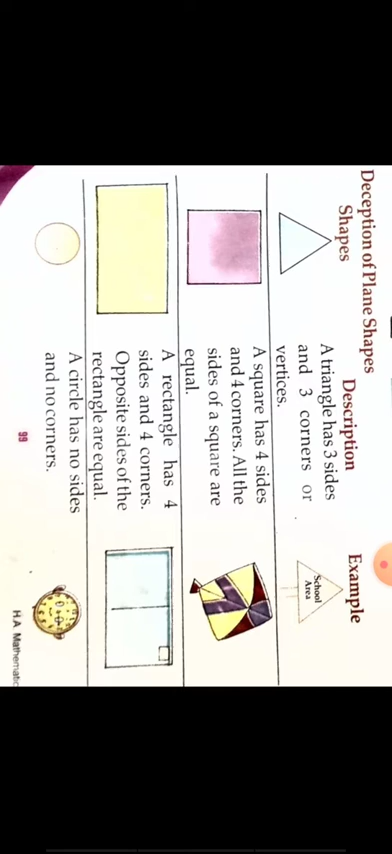 Deception of Plane Shapes
Shapes
Description
Example
A triangle has 3 sides
and 3 corners or
vertices.
School
Area
A square has 4 sides
and 4 corners. All the
sides of a square are
equal.
A rectangle has 4
sides and 4 corners.
Opposite sides of the
rectangle are equal.
A circle has no sides
and no corners.
99
H.A Mathematic